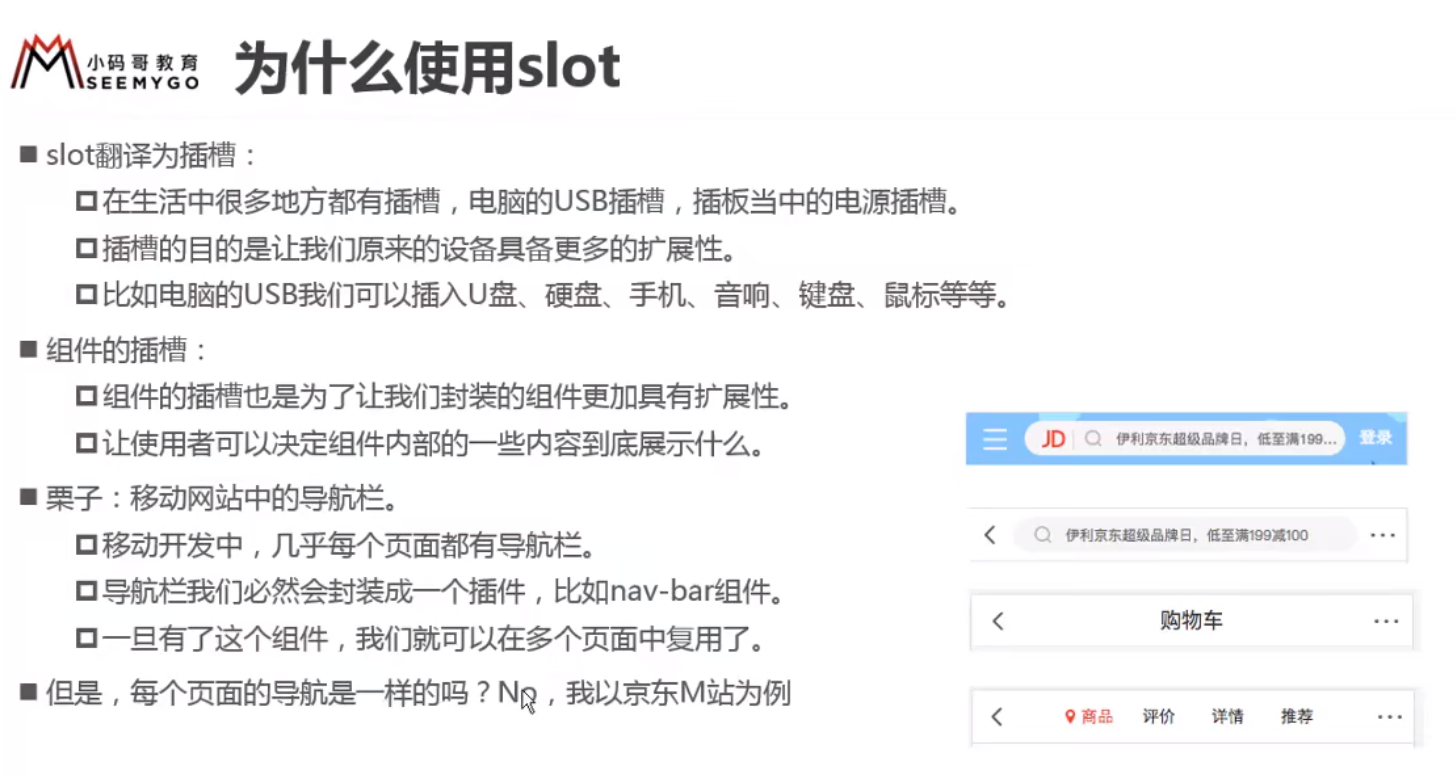 小码哥教育
SEEMYGO
为什么使用slot
slot翻译为插槽：
在生活中很多地方都有插槽，电脑的USB插槽，插板当中的电源插槽。
插槽的目的是让我们原来的设备具备更多的扩展性。
比如电脑的USB我们可以插入U盘、硬盘、手机、音响、键盘、鼠标等等。
组件的插槽：
组件的插槽也是为了让我们封装的组件更加具有扩展性。
让使用者可以决定组件内部的一些内容到底展示什么。
栗子：移动网站中的导航栏。
移动开发中，几乎每个页面都有导航栏。
导航栏我们必然会封装成一个插件，比如nav-bar组件。
一旦有了这个组件，我们就可以在多个页面中复用了。
但是，每个页面的导航是一样的吗？No，我以京东M站为例
JD 伊利京东超级品牌日，低至满199... 登录
伊利京东超级品牌日，低至满199减100 ...
购物车 ...
商品 评价 详情 推荐 ...